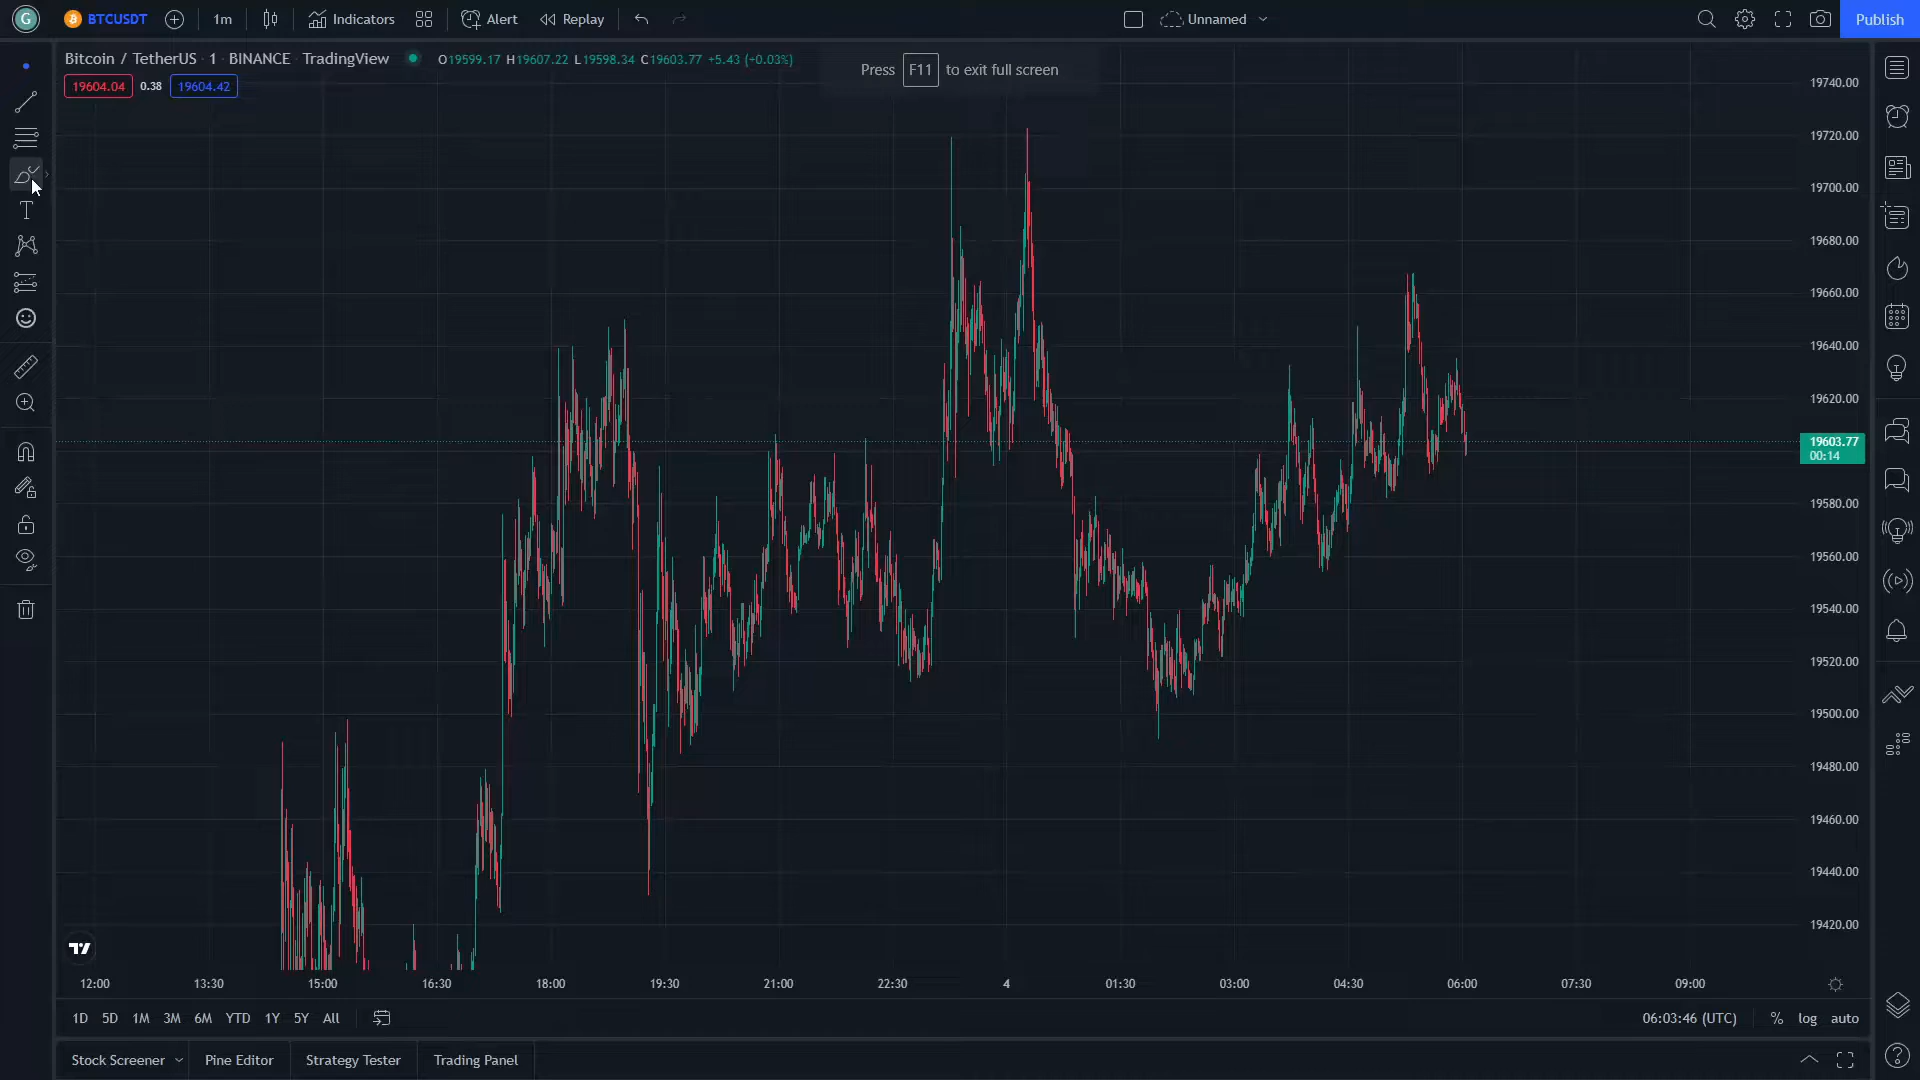 G BTCUSDT 1m Indicators Alert Replay Unnamed Publish
Bitcoin / TetherUS · 1 · BINANCE · TradingView O19599.17 H19607.22 L19598.34 C19603.77 +5.43 (+0.03%)
Press F11 to exit full screen
19604.04 0.38 19604.42
19740.00
19720.00
19700.00
19680.00
19660.00
19640.00
19620.00
19603.77
00:14
19580.00
19560.00
19540.00
19520.00
19500.00
19480.00
19460.00
19440.00
19420.00
12:00 13:30 15:00 16:30 18:00 19:30 21:00 22:30 4 01:30 03:00 04:30 06:00 07:30 09:00
1D 5D 1M 3M 6M YTD 1Y 5Y All 06:03:46 (UTC) % log auto
Stock Screener Pine Editor Strategy Tester Trading Panel